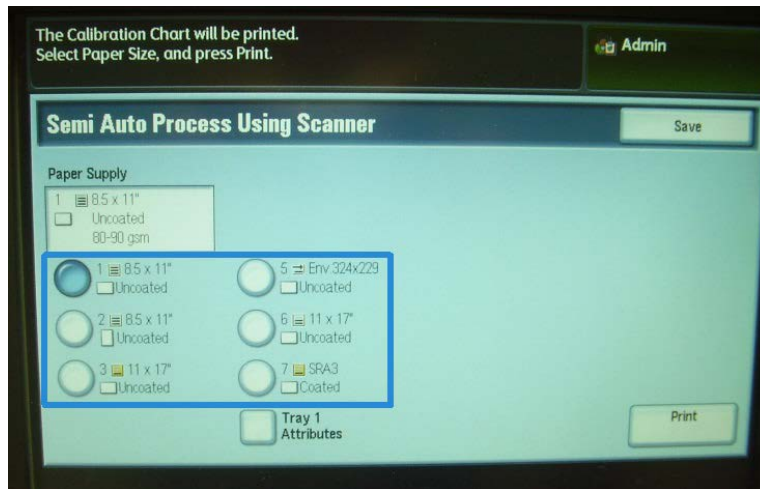 The Calibration Chart will be printed.
Select Paper Size, and press Print.
Admin
Semi Auto Process Using Scanner
Save
Paper Supply
1 8.5 x 11"
Uncoated
80-90 gsm
1 8.5 x 11"
Uncoated
2 8.5 x 11"
Uncoated
3 11 x 17"
Uncoated
5 Env 324x229
Uncoated
6 11 x 17"
Uncoated
7 SRA3
Coated
Tray 1
Attributes
Print